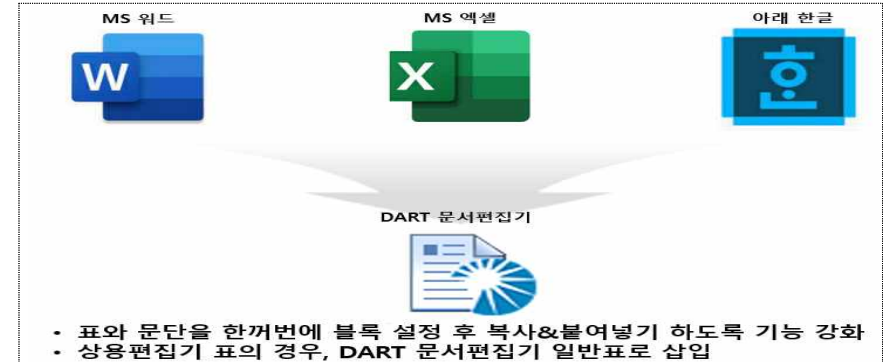 MS 워드 MS 엑셀 아래 한글
W X 한
DART 문서편집기
• 표와 문단을 한꺼번에 블록 설정 후 복사&붙여넣기 하도록 기능 강화
• 상용편집기 표의 경우, DART 문서편집기 일반표로 삽입